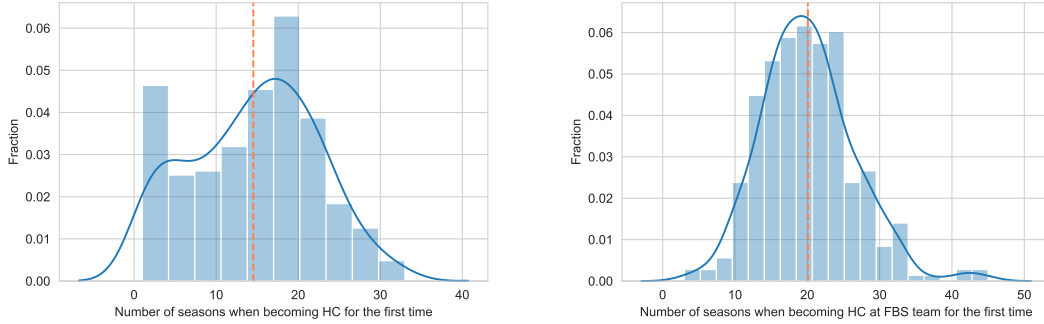 0.06
0.05
0.04
0.03
0.02
0.01
0.00
Fraction
0 10 20 30 40
Number of seasons when becoming HC for the first time
0.06
0.05
0.04
0.03
0.02
0.01
0.00
Fraction
0 10 20 30 40 50
Number of seasons when becoming HC at FBS team for the first time